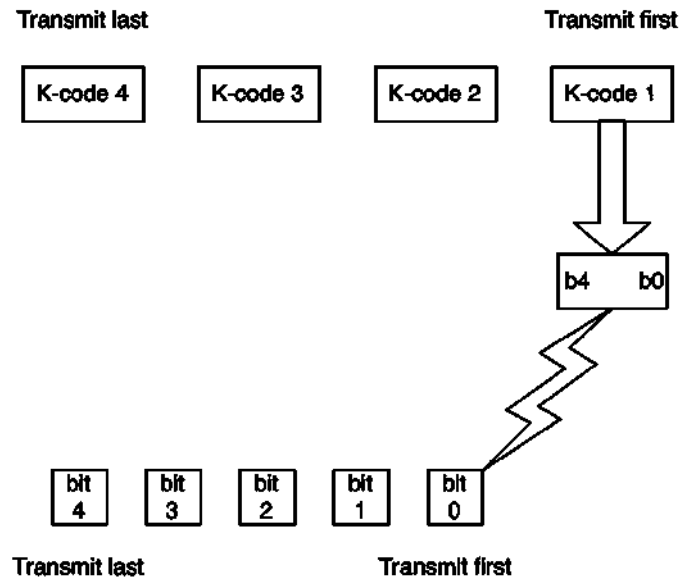 Transmit last Transmit first
K-code 4 K-code 3 K-code 2 K-code 1
b4 b0
bit bit bit bit bit
4 3 2 1 0
Transmit last Transmit first